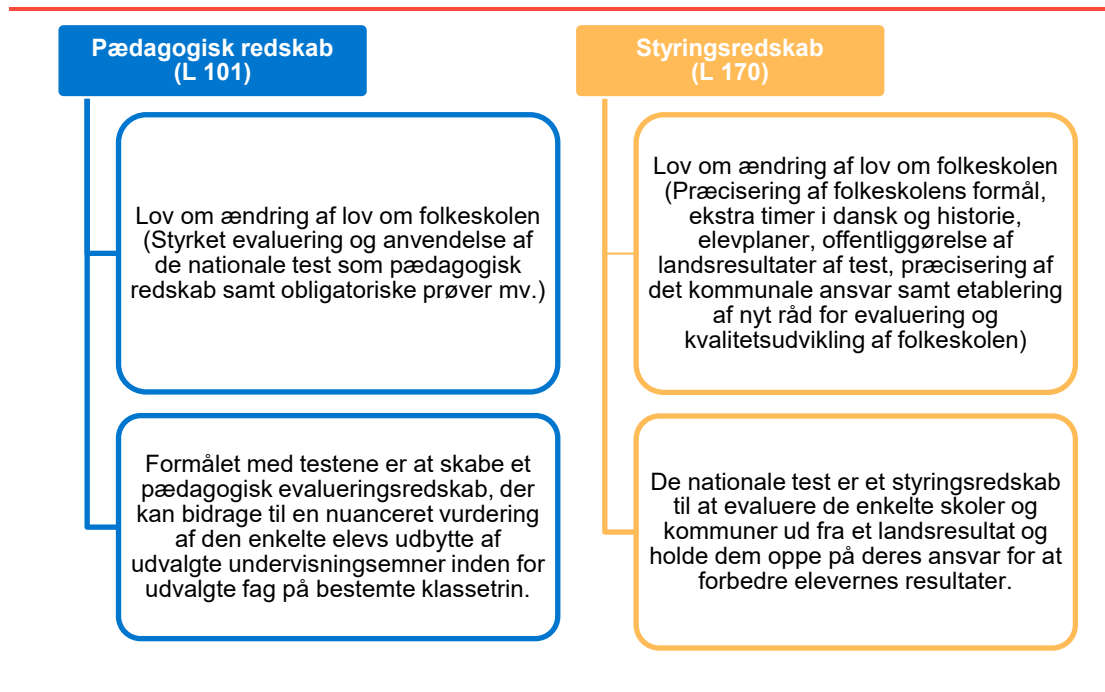 Pædagogisk redskab
(L 101)
Lov om ændring af lov om folkeskolen
(Styrket evaluering og anvendelse af
de nationale test som pædagogisk
redskab samt obligatoriske prøver mv.)
Formålet med testene er at skabe et
pædagogisk evalueringsredskab, der
kan bidrage til en nuanceret vurdering
af den enkelte elevs udbytte af
udvalgte undervisningsemner inden for
udvalgte fag på bestemte klassetrin.
Styringsredskab
(L 170)
Lov om ændring af lov om folkeskolen
(Præcisering af folkeskolens formål,
ekstra timer i dansk og historie,
elevplaner, offentliggørelse af
landsresultater af test, præcisering af
det kommunale ansvar samt etablering
af nyt råd for evaluering og
kvalitetsudvikling af folkeskolen)
De nationale test er et styringsredskab
til at evaluere de enkelte skoler og
kommuner ud fra et landsresultat og
holde dem oppe på deres ansvar for at
forbedre elevernes resultater.